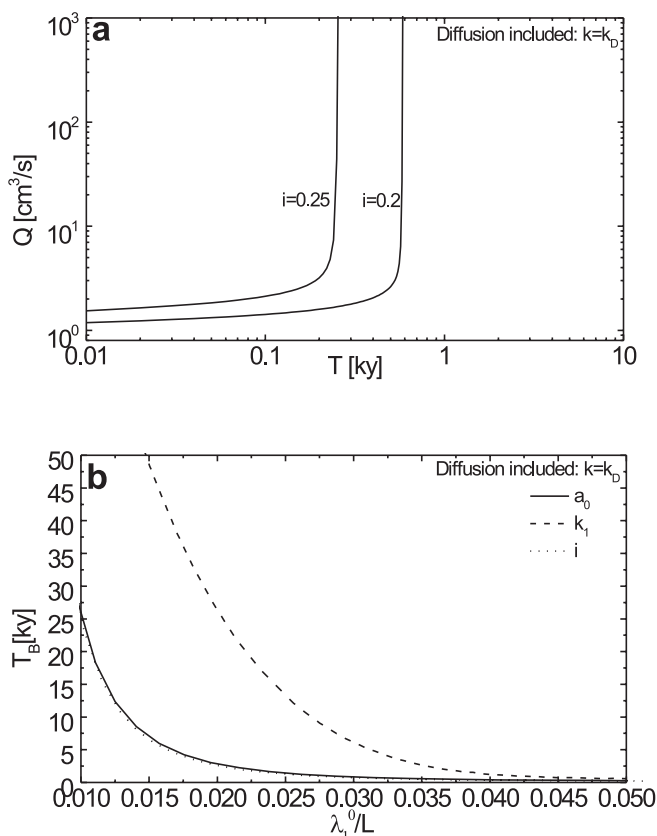 a
Diffusion included: k=k_D
10^3
10^2
10^1
10^0
Q [cm^3/s]
i=0.25
i=0.2
0.01
0.1
1
10
T [ky]
b
Diffusion included: k=k_D
a_0
k_1
i
50
45
40
35
30
25
20
15
10
5
0
T_B[ky]
0.010 0.015 0.020 0.025 0.030 0.035 0.040 0.045 0.050
λ_L^0/L